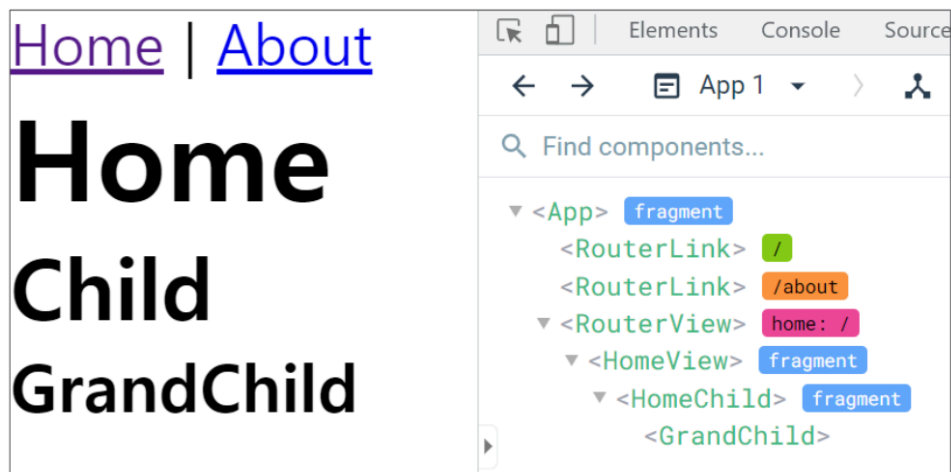 Home | About
Home
Child
GrandChild
Elements Console Source
App 1
Find components...
<App> fragment
<RouterLink> /
<RouterLink> /about
<RouterView> home: /
<HomeView> fragment
<HomeChild> fragment
<GrandChild>